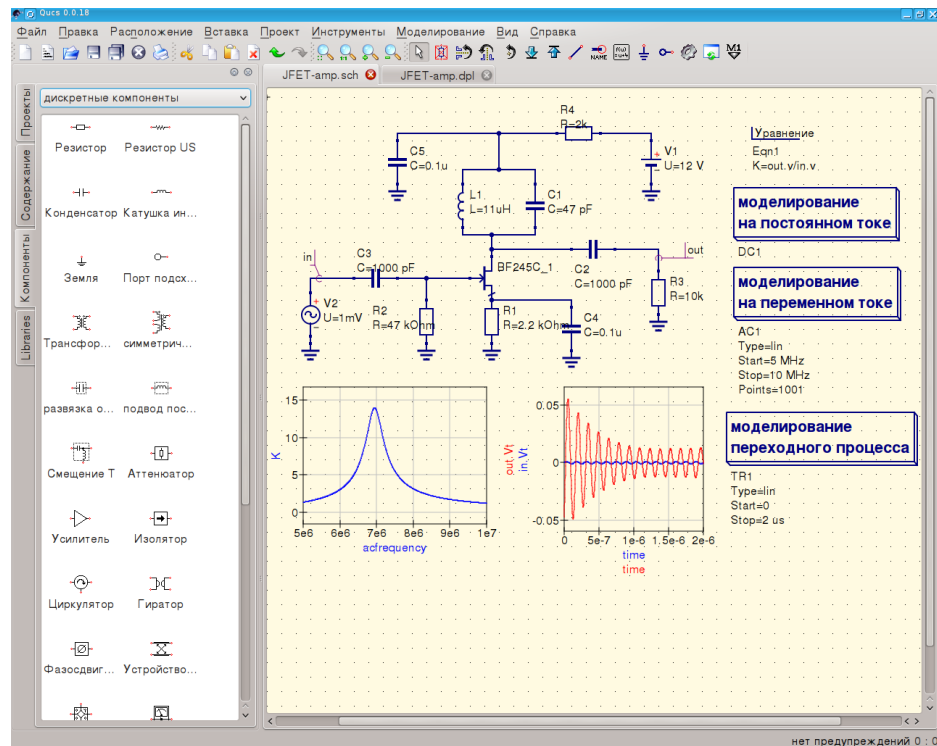 Qucs 0.0.18
Файл Правка Расположение Вставка Проект Инструменты Моделирование Вид Справка
NAME
M1
JFET-amp.sch JFET-amp.dpl
Проекты
Содержание
Компоненты
Libraries
дискретные компоненты
Резистор Резистор US
Конденсатор Катушка ин...
Земля Порт подсх...
Трансфор... симметрич...
развязка о... подвод пос...
Смещение T Аттенюатор
Усилитель Изолятор
Циркулятор Гиратор
Фазосдвиг... Устройство...
R4
R=2k
C5
C=0.1u
V1
U=12 V
L1
L=11uH
C1
C=47 pF
in
C3
C=1000 pF
BF245C_1
C2
C=1000 pF
out
R3
R=10k
V2
U=1mV
R2
R=47 kOhm
R1
R=2.2 kOhm
C4
C=0.1u
Уравнение
Eqn1
K=out.v/in.v
моделирование
на постоянном токе
DC1
моделирование
на переменном токе
AC1
Type=lin
Start=5 MHz
Stop=10 MHz
Points=1001
моделирование
переходного процесса
TR1
Type=lin
Start=0
Stop=2 us
K
15
10
5
0
5e6 6e6 7e6 8e6 9e6 1e7
acfrequency
out.Vt
in.Vt
0.05
0
-0.05
0 5e-7 1e-6 1.5e-6 2e-6
time
time
нет предупреждений 0 : 0